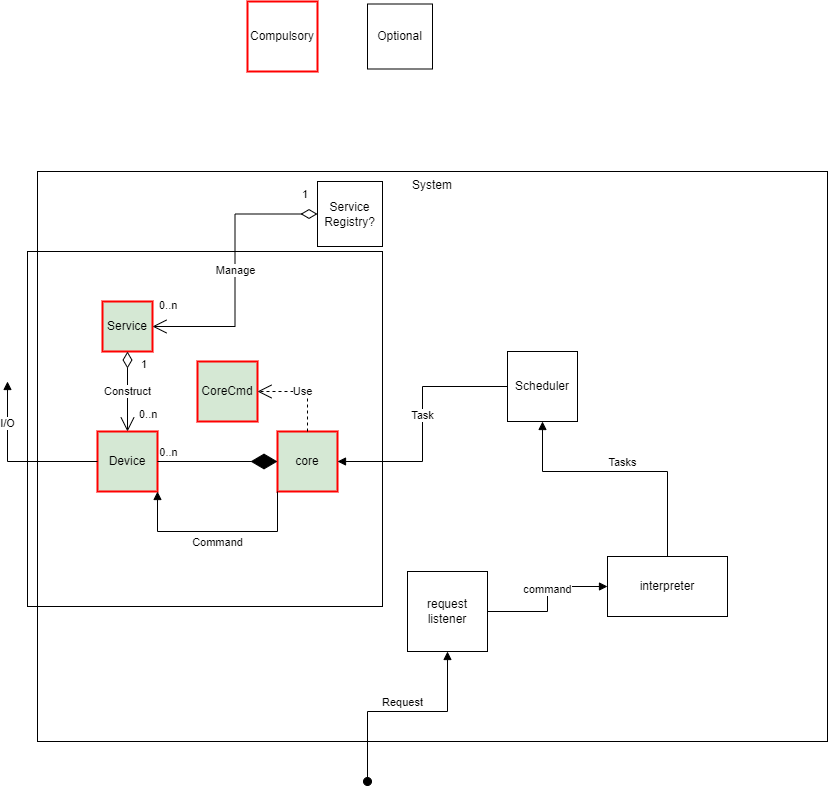 Compulsory
Optional
System
1
Service
Registry?
Manage
0..n
Service
1
Construct
0..n
CoreCmd
Use
Scheduler
Task
I/O
Device
0..n
core
Tasks
Command
command
interpreter
request
listener
Request